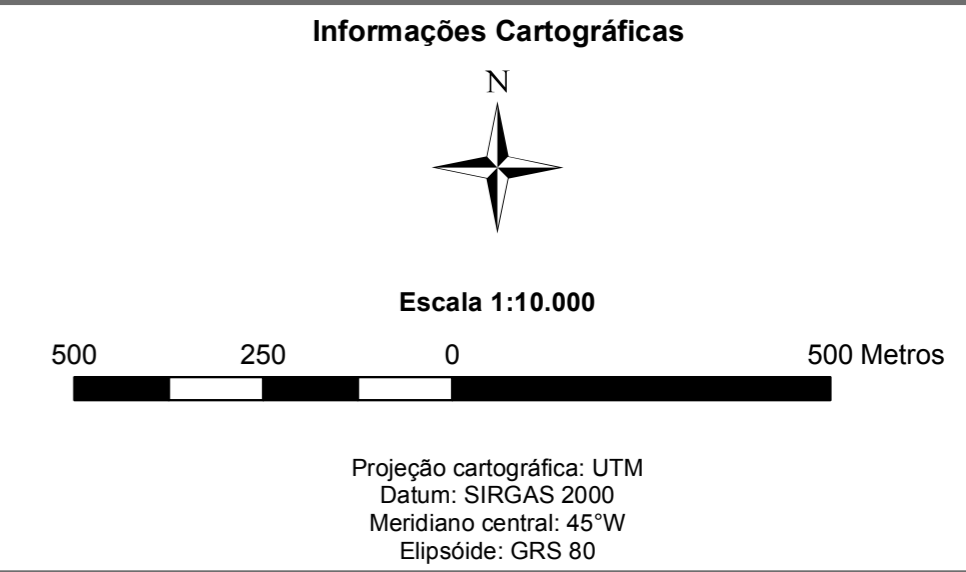 Informações Cartográficas
N
Escala 1:10.000
500 250 0 500 Metros
Projeção cartográfica: UTM
Datum: SIRGAS 2000
Meridiano central: 45°W
Elipsóide: GRS 80